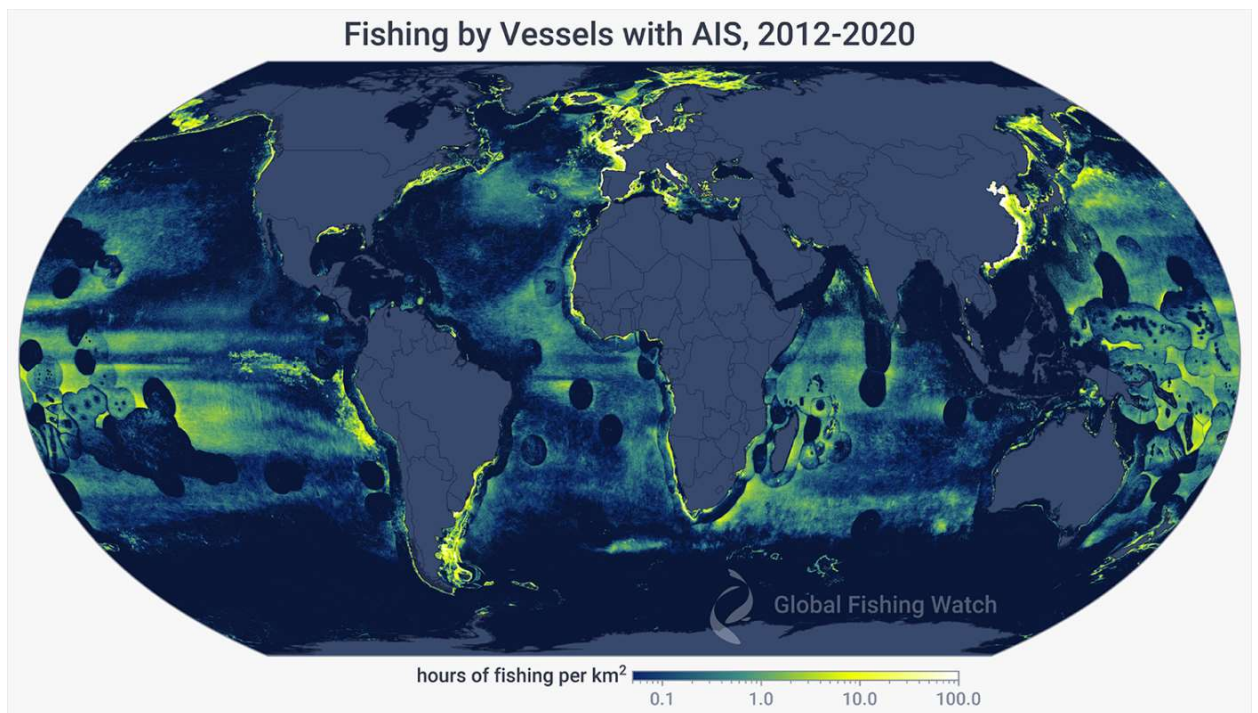 Fishing by Vessels with AIS, 2012-2020
Global Fishing Watch
hours of fishing per km²
0.1 1.0 10.0 100.0